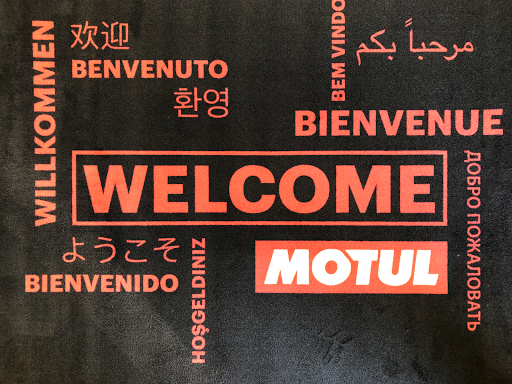 WILLKOMMEN
欢迎
BENVENUTO
환영
BEM VINDO
مرحباً بكم
BIENVENUE
WELCOME
ДОБРО ПОЖАЛОВАТЬ
ようこそ
BIENVENIDO
HOŞGELDINIZ
MOTUL